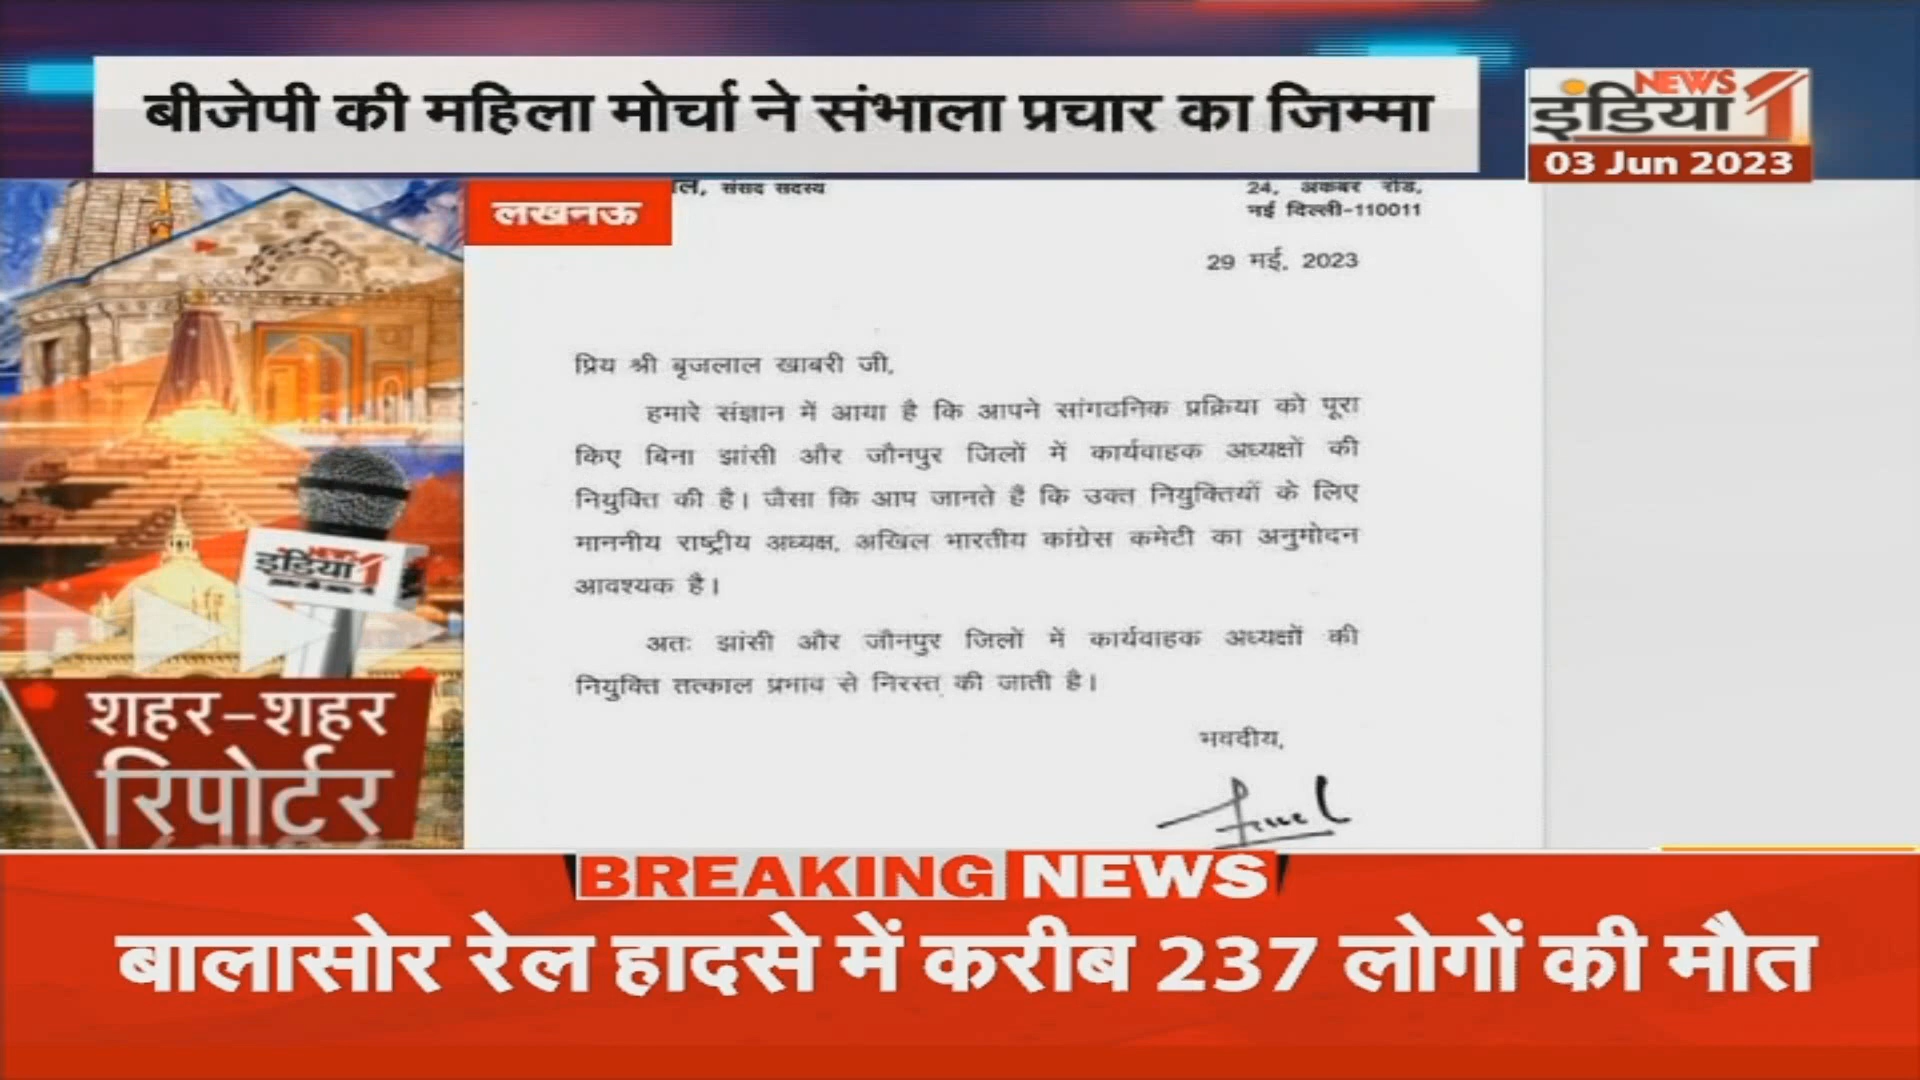 बीजेपी की महिला मोर्चा ने संभाला प्रचार का जिम्मा
NEWS
इंडिया 1
03 Jun 2023
लखनऊ
संसद सदस्य
24, अकबर रोड,
नई दिल्ली-110011
29 मई, 2023
प्रिय श्री बृजलाल खाबरी जी,
हमारे संज्ञान में आया है कि आपने सांगठनिक प्रक्रिया को पूरा
किए बिना झांसी और जौनपुर जिलों में कार्यवाहक अध्यक्षों की
नियुक्ति की है। जैसा कि आप जानते हैं कि उक्त नियुक्तियों के लिए
माननीय राष्ट्रीय अध्यक्ष, अखिल भारतीय कांग्रेस कमेटी का अनुमोदन
आवश्यक है।
अतः झांसी और जौनपुर जिलों में कार्यवाहक अध्यक्षों की
नियुक्ति तत्काल प्रभाव से निरस्त की जाती है।
भवदीय,
NEWS
इंडिया 1
शहर-शहर
रिपोर्टर
BREAKING NEWS
बालासोर रेल हादसे में करीब 237 लोगों की मौत